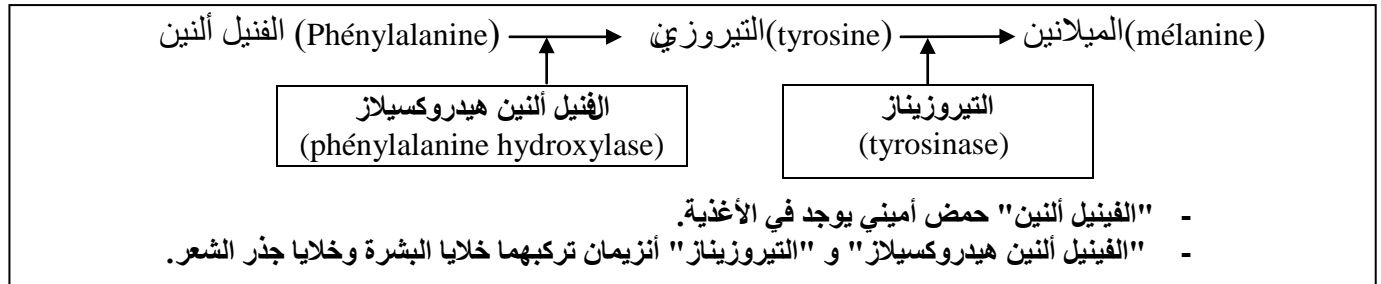 الفنيل ألنين (Phénylalanine) التيروزين(tyrosine) الميلانين(mélanine)
الفنيل ألنين هيدروكسيلاز
(phénylalanine hydroxylase)
التيروزيناز
(tyrosinase)
- "الفينيل ألنين" حمض أميني يوجد في الأغذية.
- "الفينيل ألنين هيدروكسيلاز" و "التيروزيناز" أنزيمان تركبهما خلايا البشرة وخلايا جذر الشعر.